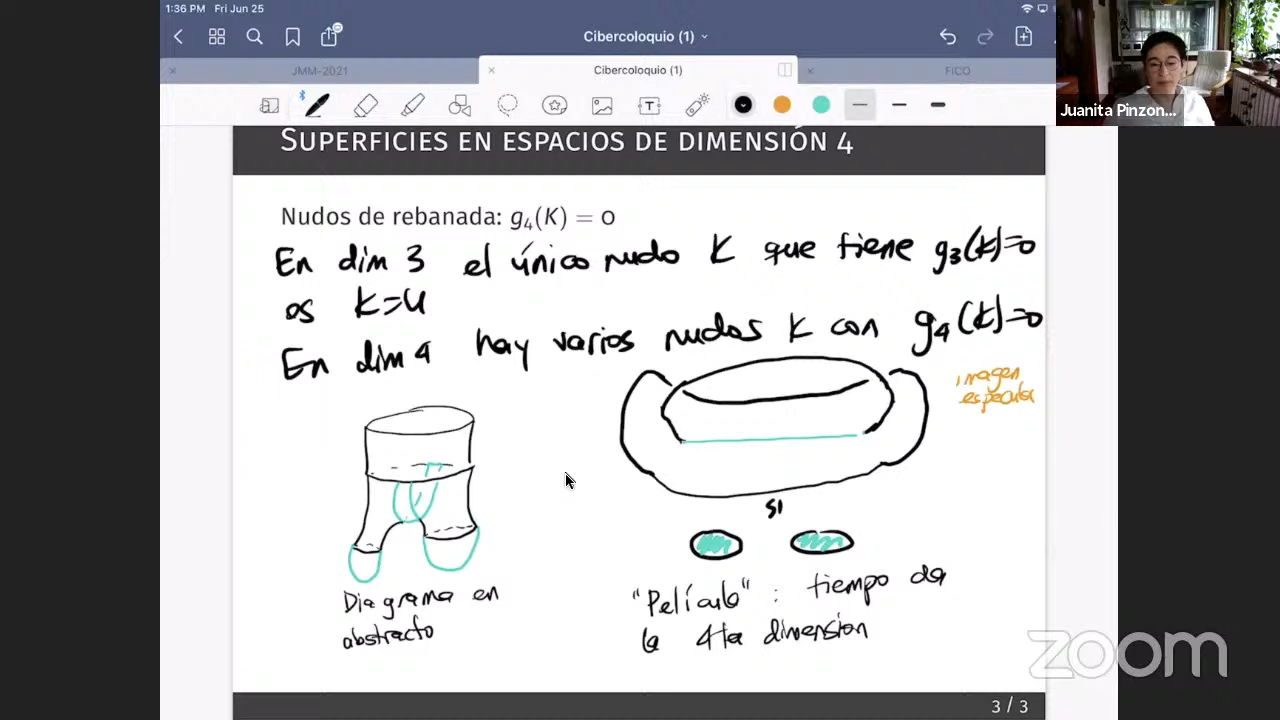 1:36 PM Fri Jun 25
Cibercoloquio (1)
JMM-2021
Cibercoloquio (1)
FICO
Juanita Pinzon...
SUPERFICIES EN ESPACIOS DE DIMENSIÓN 4
Nudos de rebanada: g₄(K) = 0
En dim 3 el único nudo K que tiene g₃(K)=0
es K=U
En dim 4 hay varios nudos K con g₄(K)=0
imagen
especular
SI
Diagrama en
abstracto
"Película" : tiempo da
la 4ta dimensión
zoom
3 / 3